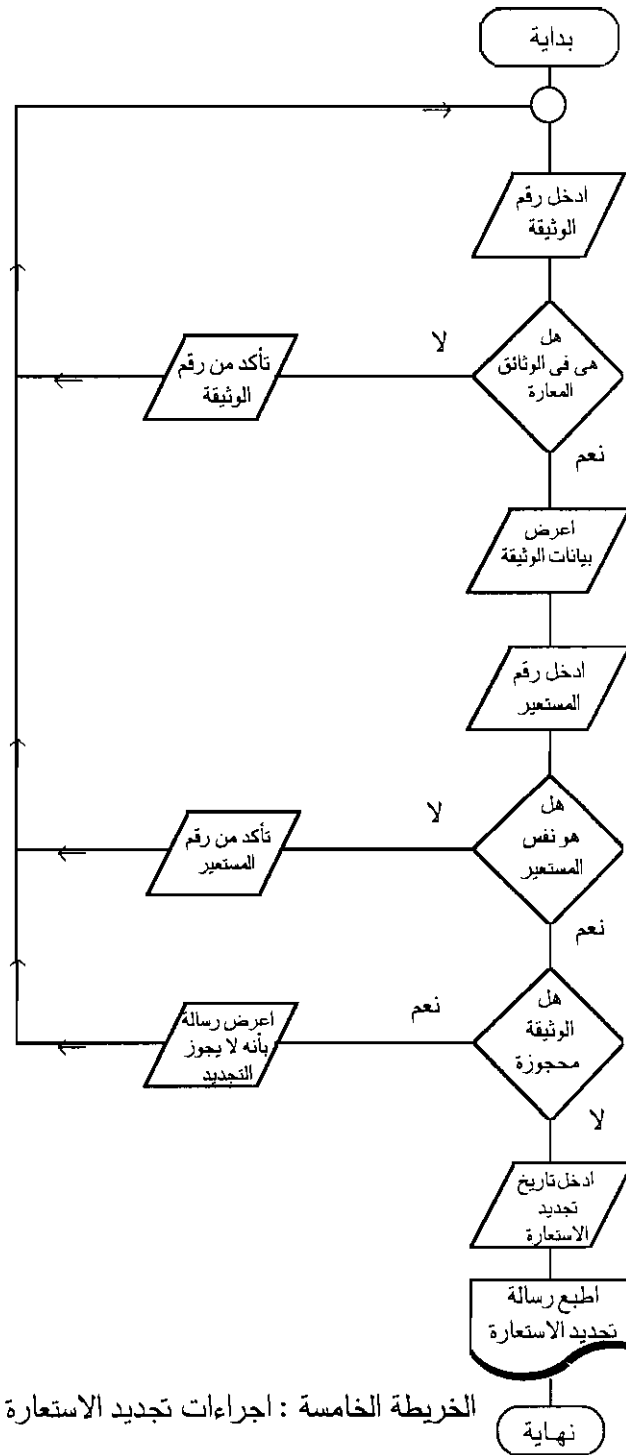 بداية
ادخل رقم
الوثيقة
هل
هى فى الوثائق
المعارة
لا
تأكد من رقم
الوثيقة
نعم
اعرض
بيانات الوثيقة
ادخل رقم
المستعير
هل
هو نفس
المستعير
لا
تأكد من رقم
المستعير
نعم
هل
الوثيقة
محجوزة
نعم
اعرض رسالة
بأنه لا يجوز
التجديد
لا
ادخل تاريخ
تجديد
الاستعارة
اطبع رسالة
تجديد الاستعارة
الخريطة الخامسة : اجراءات تجديد الاستعارة
نهاية